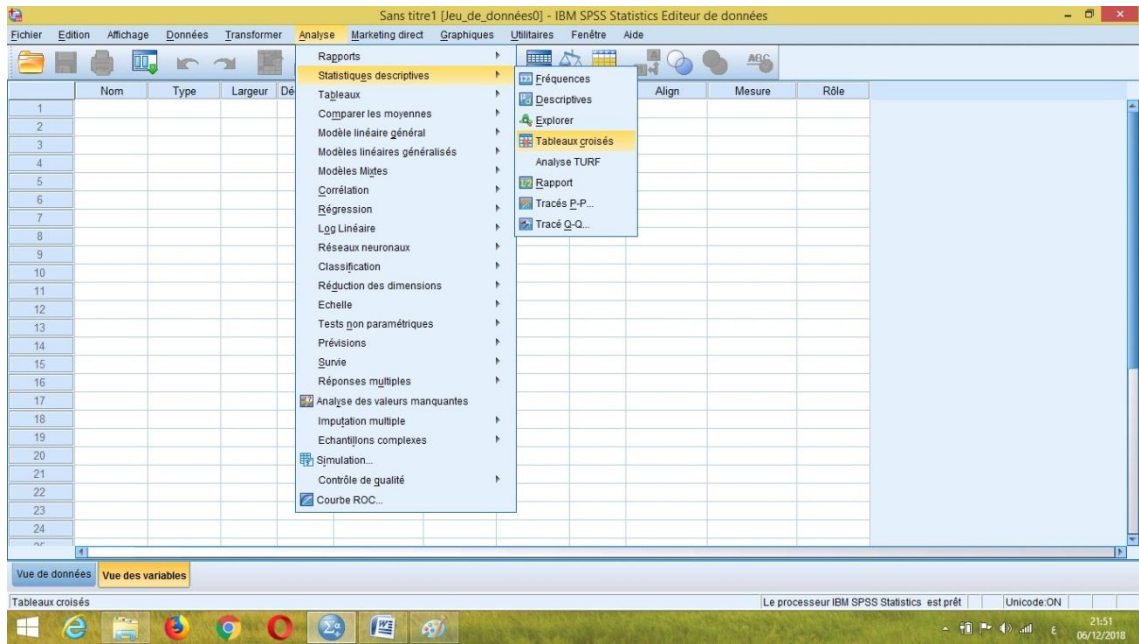 Sans titre1 [Jeu_de_données0] - IBM SPSS Statistics Editeur de données
Fichier Edition Affichage Données Transformer Analyse Marketing direct Graphiques Utilitaires Fenêtre Aide
Nom Type Largeur Dé Align Mesure Rôle
Rapports
Statistiques descriptives
Tableaux
Comparer les moyennes
Modèle linéaire général
Modèles linéaires généralisés
Modèles Mixtes
Corrélation
Régression
Log Linéaire
Réseaux neuronaux
Classification
Réduction des dimensions
Echelle
Tests non paramétriques
Prévisions
Survie
Réponses multiples
Analyse des valeurs manquantes
Imputation multiple
Echantillons complexes
Simulation...
Contrôle de qualité
Courbe ROC...
Fréquences
Descriptives
Explorer
Tableaux croisés
Analyse TURF
Rapport
Tracés P-P...
Tracé Q-Q...
1
2
3
4
5
6
7
8
9
10
11
12
13
14
15
16
17
18
19
20
21
22
23
24
Vue de données Vue des variables
Tableaux croisés Le processeur IBM SPSS Statistics est prêt Unicode:ON
21:51
06/12/2018